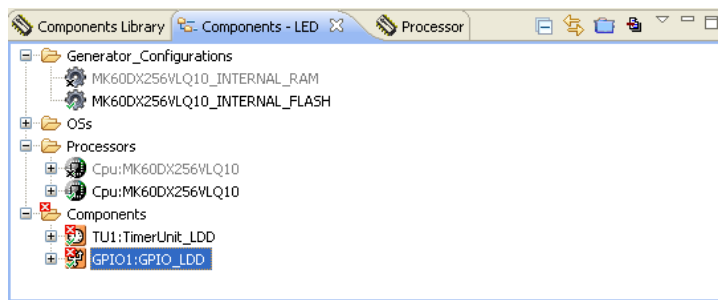 Components Library Components - LED Processor
Generator_Configurations
MK60DX256VLQ10_INTERNAL_RAM
MK60DX256VLQ10_INTERNAL_FLASH
OSs
Processors
Cpu:MK60DX256VLQ10
Cpu:MK60DX256VLQ10
Components
TU1:TimerUnit_LDD
GPIO1:GPIO_LDD